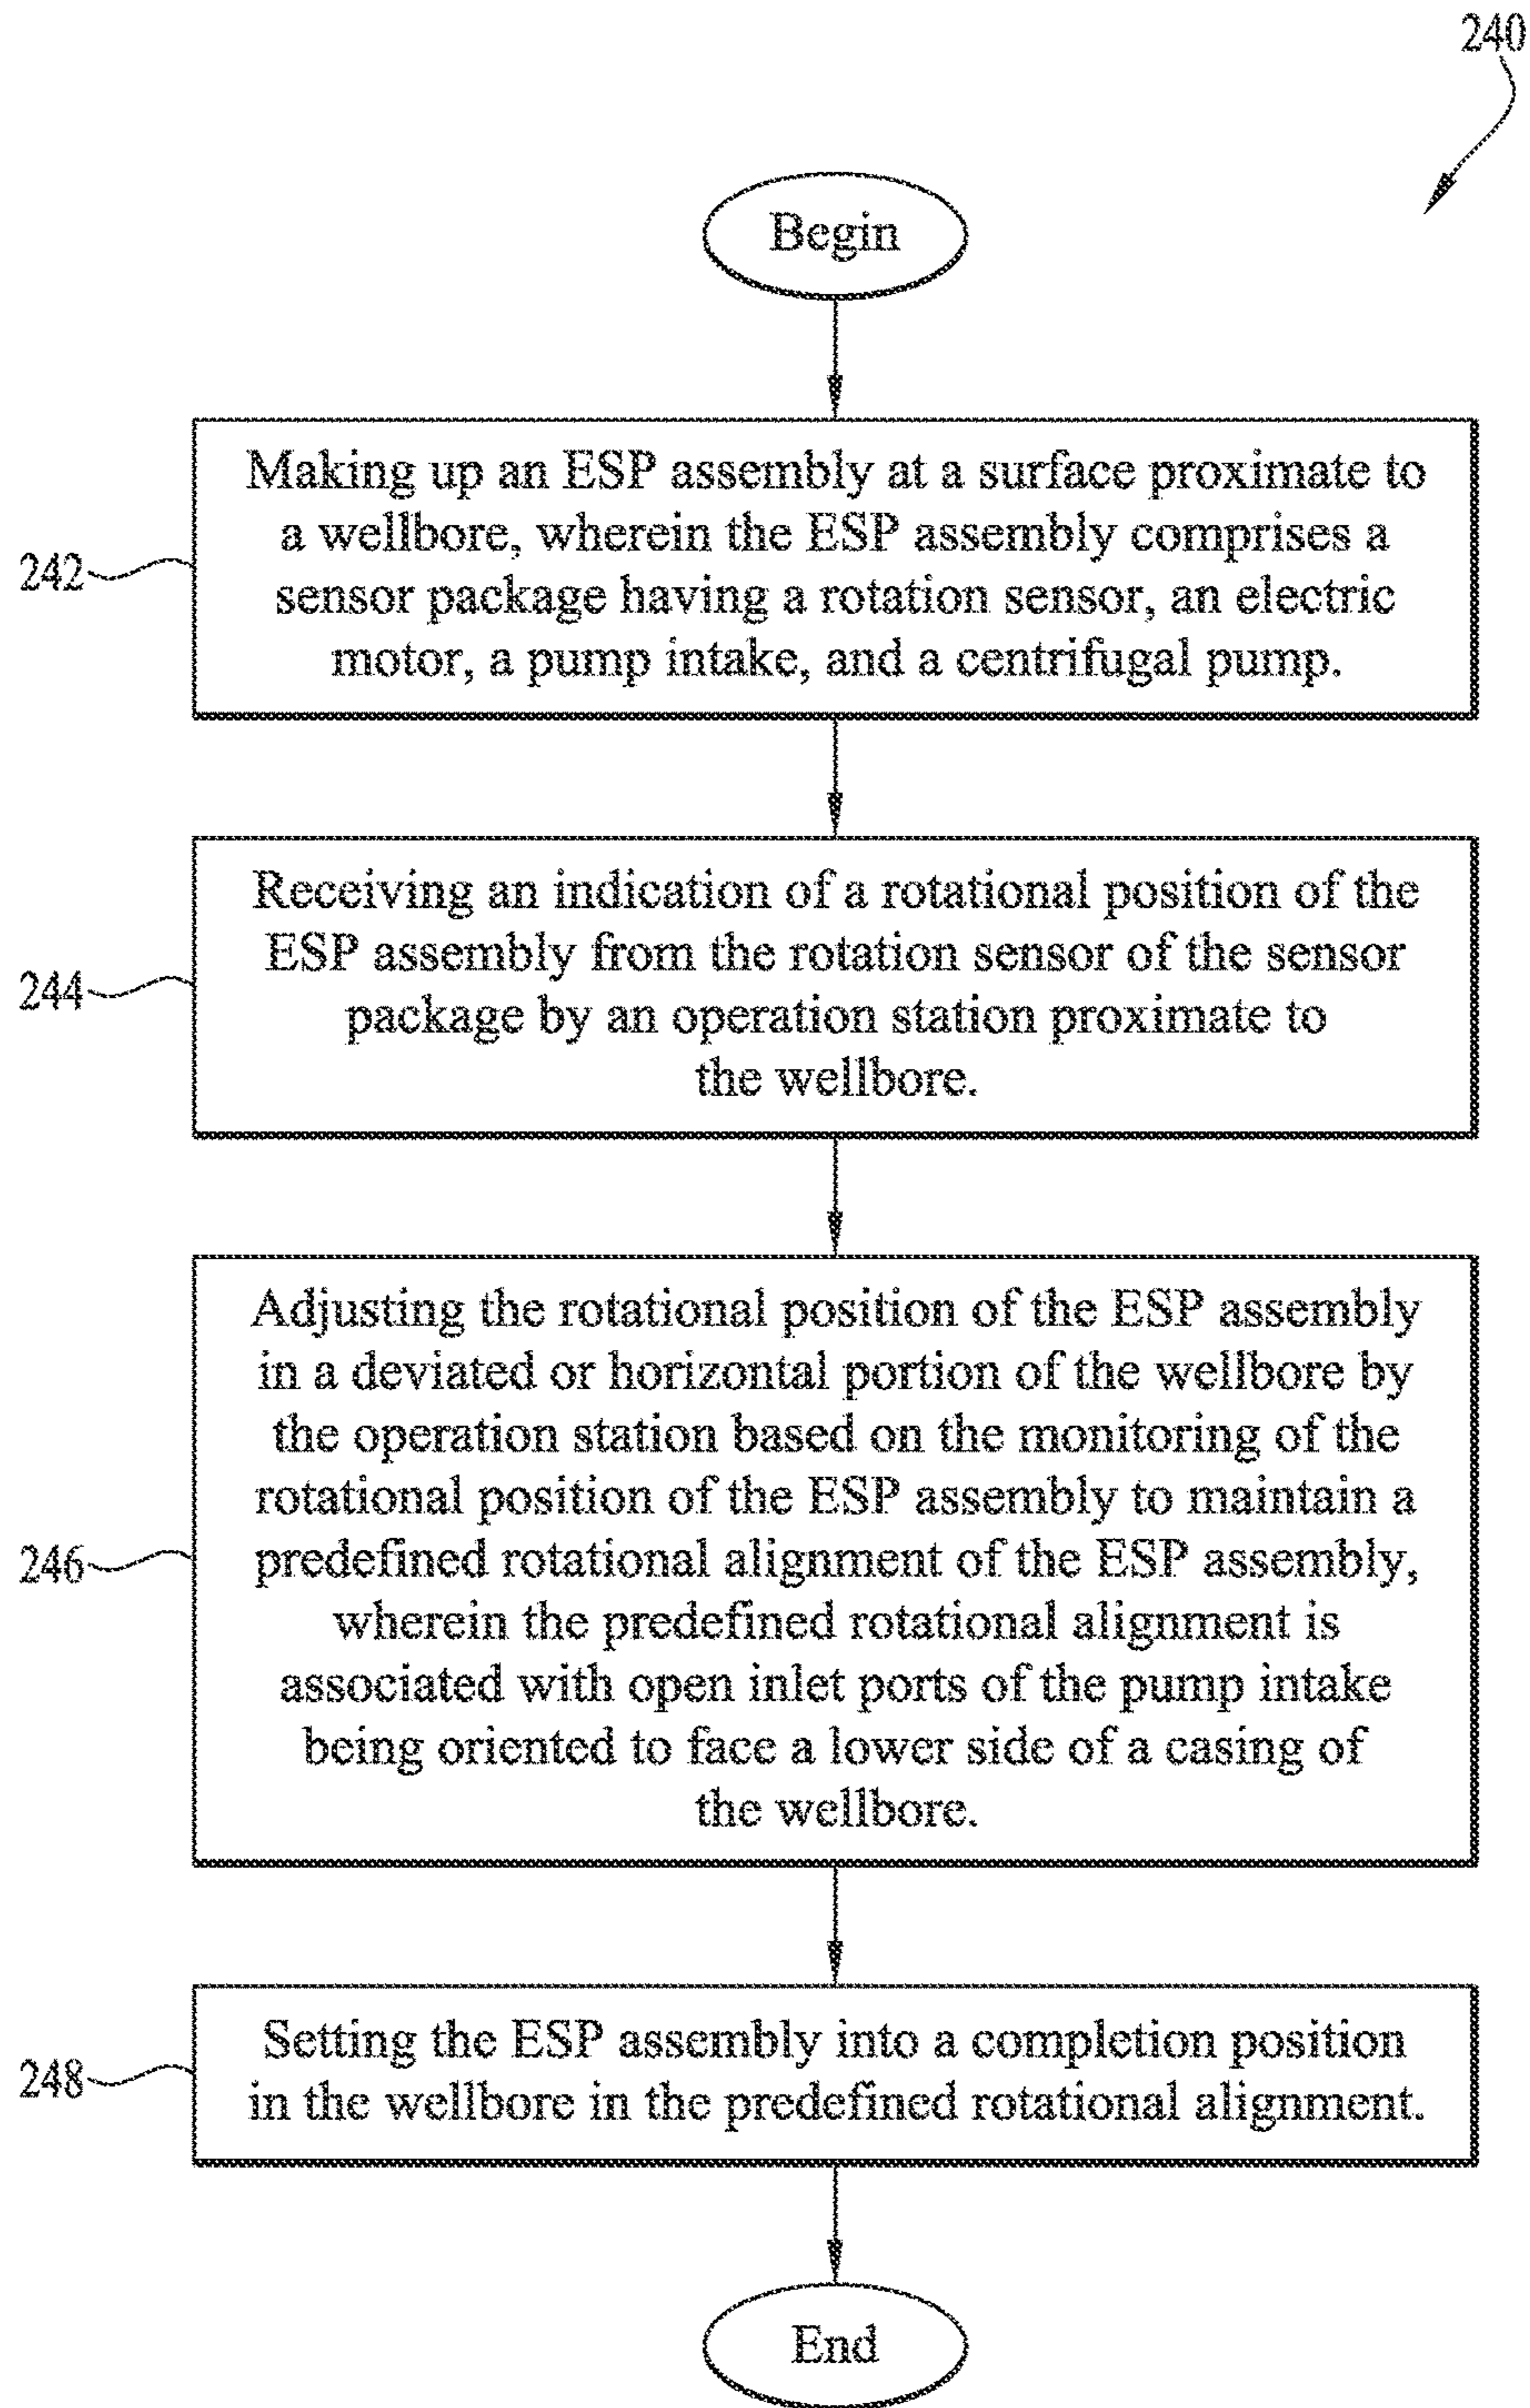 240
Begin
Making up an ESP assembly at a surface proximate to
a wellbore, wherein the ESP assembly comprises a
sensor package having a rotation sensor, an electric
motor, a pump intake, and a centrifugal pump.
242
Receiving an indication of a rotational position of the
ESP assembly from the rotation sensor of the sensor
package by an operation station proximate to
the wellbore.
244
Adjusting the rotational position of the ESP assembly
in a deviated or horizontal portion of the wellbore by
the operation station based on the monitoring of the
rotational position of the ESP assembly to maintain a
predefined rotational alignment of the ESP assembly,
wherein the predefined rotational alignment is
associated with open inlet ports of the pump intake
being oriented to face a lower side of a casing of
the wellbore.
246
Setting the ESP assembly into a completion position
in the wellbore in the predefined rotational alignment.
248
End